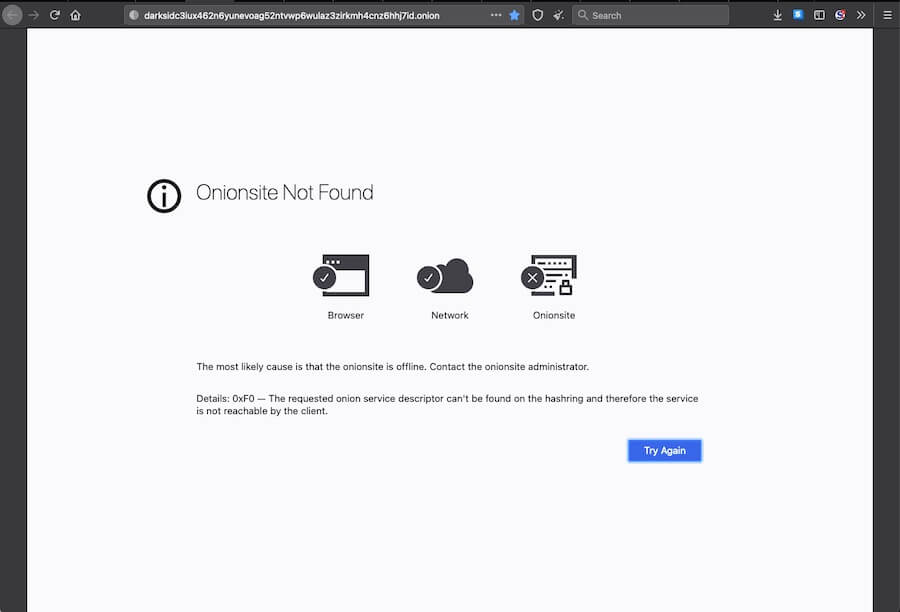 darksidc3iux462n6yunevoag52ntvwp6wulaz3zirkmh4cnz6hhj7id.onion
Search
Onionsite Not Found
Browser
Network
Onionsite
The most likely cause is that the onionsite is offline. Contact the onionsite administrator.
Details: 0xF0 — The requested onion service descriptor can't be found on the hashring and therefore the service
is not reachable by the client.
Try Again